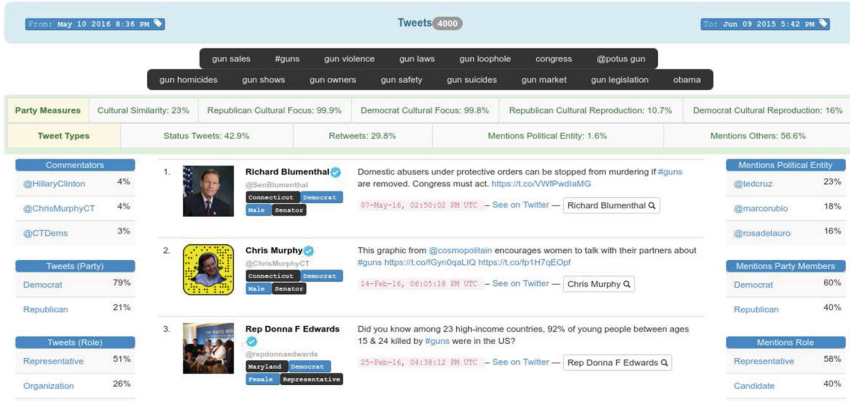 From: May 10 2016 8:36 PM
Tweets 4000
To: Jun 09 2015 5:42 PM
gun sales #guns gun violence gun laws gun loophole congress @potus gun
gun homicides gun shows gun owners gun safety gun suicides gun market gun legislation obama
Party Measures Cultural Similarity: 23% Republican Cultural Focus: 99.9% Democrat Cultural Focus: 99.8% Republican Cultural Reproduction: 10.7% Democrat Cultural Reproduction: 16%
Tweet Types Status Tweets: 42.9% Retweets: 29.8% Mentions Political Entity: 1.6% Mentions Others: 56.6%
Commentators
@HillaryClinton 4%
@ChrisMurphyCT 4%
@CTDems 3%
Tweets (Party)
Democrat 79%
Republican 21%
Tweets (Role)
Representative 51%
Organization 26%
1.
Richard Blumenthal
@SenBlumenthal
Connecticut Democrat
Male Senator
Domestic abusers under protective orders can be stopped from murdering if #guns
are removed. Congress must act. https://t.co/VWfPwdlaMG
07-May-16, 02:50:02 PM UTC – See on Twitter — Richard Blumenthal
2.
Chris Murphy
@ChrisMurphyCT
Connecticut Democrat
Male Senator
This graphic from @cosmopolitain encourages women to talk with their partners about
#guns https://t.co/fGyn0qaLIQ https://t.co/fp1H7qEOpf
14-Feb-16, 06:05:16 PM UTC – See on Twitter — Chris Murphy
3.
Rep Donna F Edwards
@repdonnaedwards
Maryland Democrat
Female Representative
Did you know among 23 high-income countries, 92% of young people between ages
15 & 24 killed by #guns were in the US?
25-Feb-16, 04:38:12 PM UTC – See on Twitter — Rep Donna F Edwards
Mentions Political Entity
@tedcruz 23%
@marcorubio 18%
@rosadelauro 16%
Mentions Party Members
Democrat 60%
Republican 40%
Mentions Role
Representative 58%
Candidate 40%